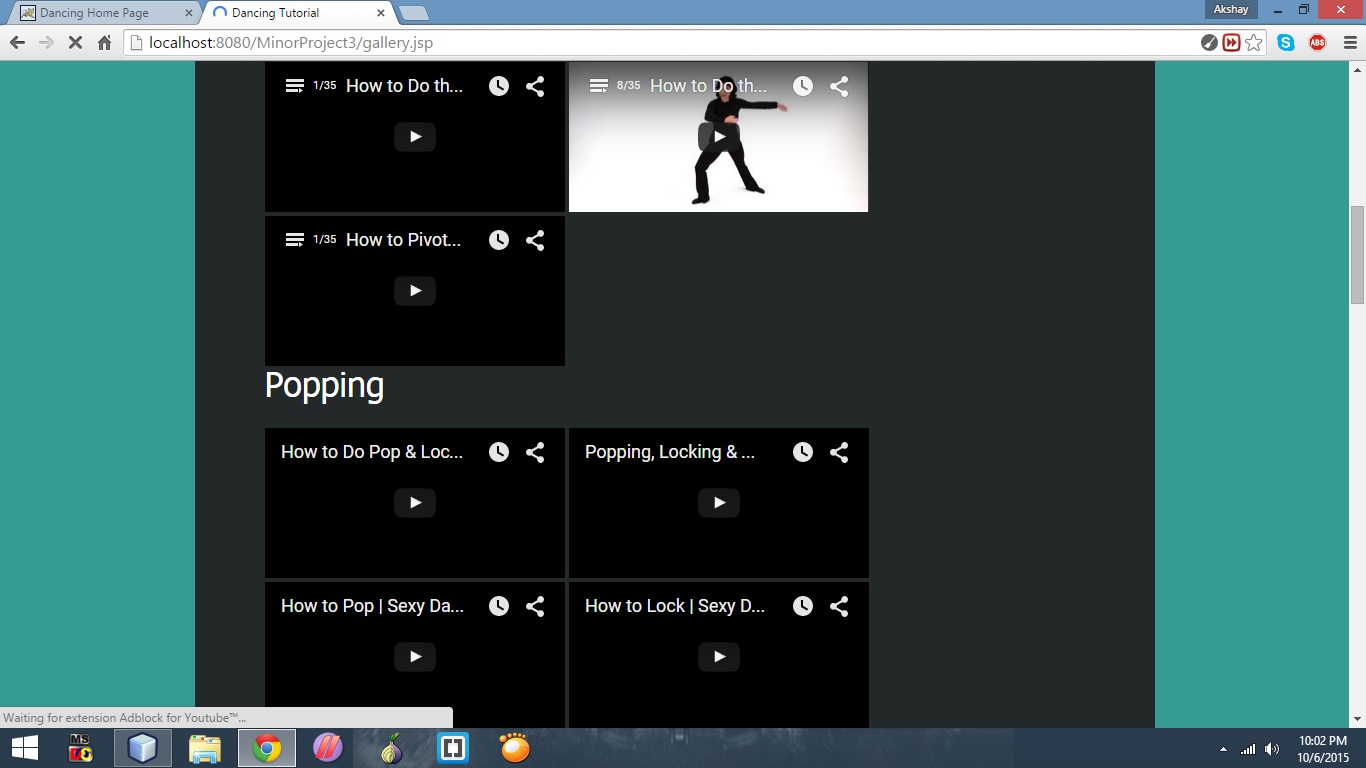 Dancing Home Page
Dancing Tutorial
Akshay
localhost:8080/MinorProject3/gallery.jsp
ABS
1/35 How to Do th...
8/35 How to Do th...
1/35 How to Pivot...
Popping
How to Do Pop & Loc...
Popping, Locking & ...
How to Pop | Sexy Da...
How to Lock | Sexy D...
Waiting for extension Adblock for Youtube™...
MS
10:02 PM
10/6/2015